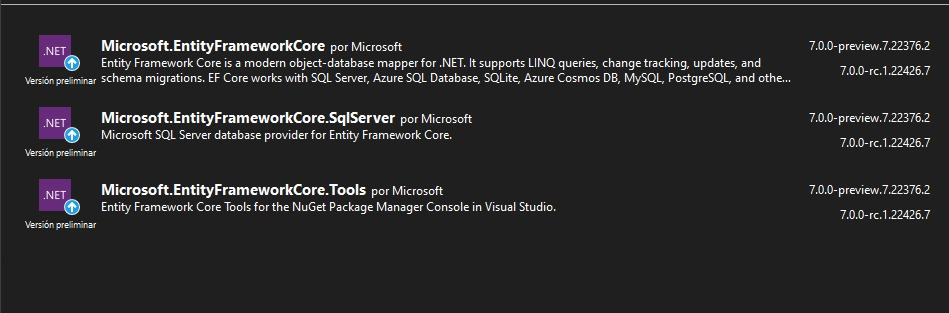 .NET
Microsoft.EntityFrameworkCore por Microsoft 7.0.0-preview.7.22376.2
Entity Framework Core is a modern object-database mapper for .NET. It supports LINQ queries, change tracking, updates, and 7.0.0-rc.1.22426.7
schema migrations. EF Core works with SQL Server, Azure SQL Database, SQLite, Azure Cosmos DB, MySQL, PostgreSQL, and othe...
Versión preliminar
.NET
Microsoft.EntityFrameworkCore.SqlServer por Microsoft 7.0.0-preview.7.22376.2
Microsoft SQL Server database provider for Entity Framework Core. 7.0.0-rc.1.22426.7
Versión preliminar
.NET
Microsoft.EntityFrameworkCore.Tools por Microsoft 7.0.0-preview.7.22376.2
Entity Framework Core Tools for the NuGet Package Manager Console in Visual Studio. 7.0.0-rc.1.22426.7
Versión preliminar